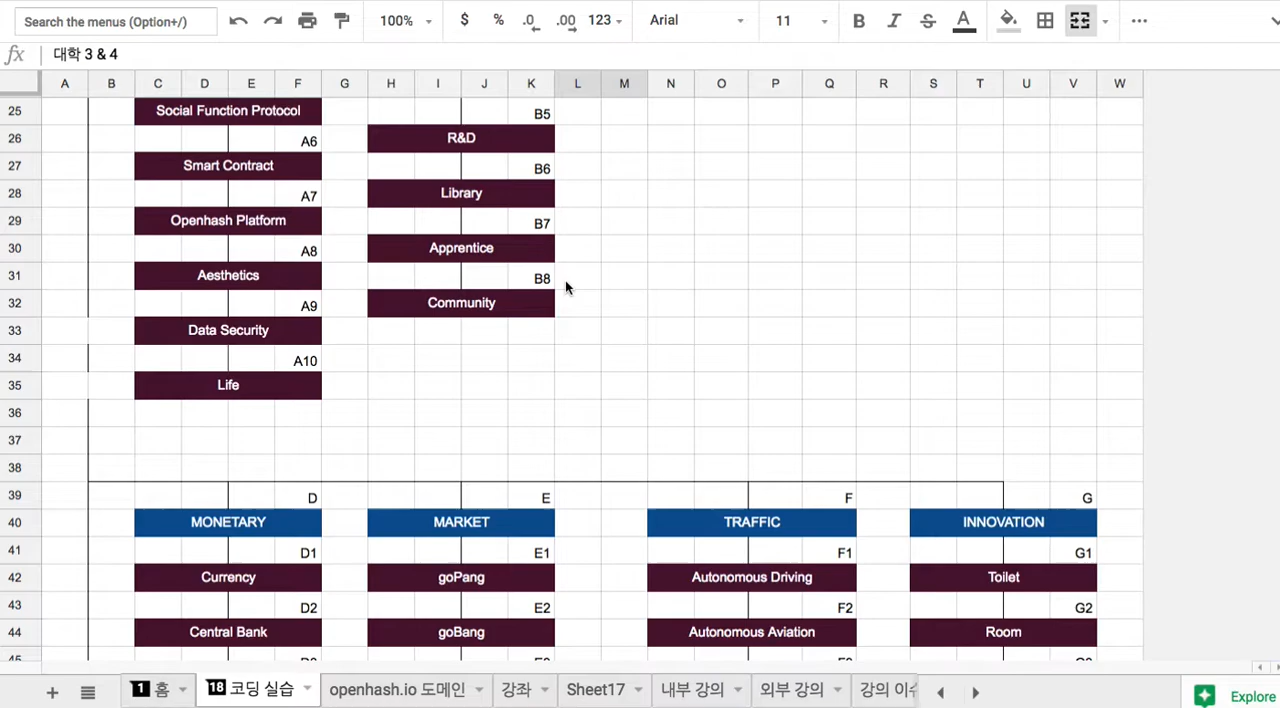 Search the menus (Option+/) 100% $ % .0 .00 123 Arial 11 B I S A
fx 대학 3 & 4
A B C D E F G H I J K L M N O P Q R S T U V W
25 Social Function Protocol B5
26 A6 R&D
27 Smart Contract B6
28 A7 Library
29 Openhash Platform B7
30 A8 Apprentice
31 Aesthetics B8
32 A9 Community
33 Data Security
34 A10
35 Life
36
37
38
39 D E F G
40 MONETARY MARKET TRAFFIC INNOVATION
41 D1 E1 F1 G1
42 Currency goPang Autonomous Driving Toilet
43 D2 E2 F2 G2
44 Central Bank goBang Autonomous Aviation Room
1 홈 18 코딩 실습 openhash.io 도메인 강좌 Sheet17 내부 강의 외부 강의 강의 이 Explore